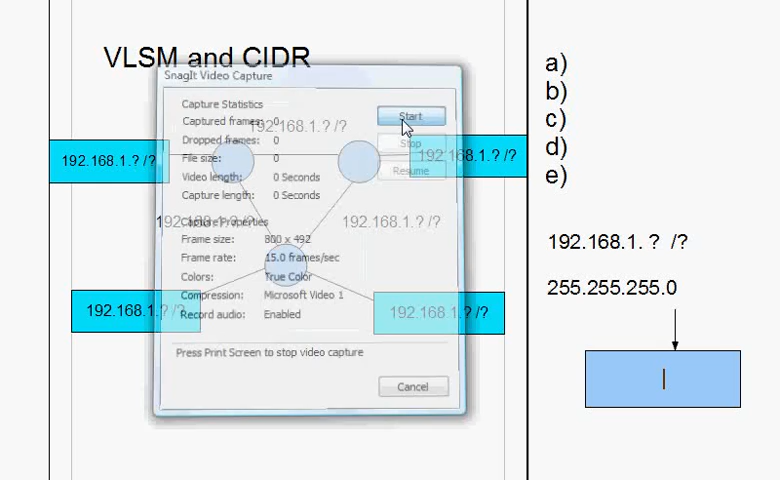 VLSM and CIDR
SnagIt Video Capture
Capture Statistics
Captured frames: 0
Dropped frames: 0
File size: 0
Video length: 0 Seconds
Capture length: 0 Seconds
Start
Stop
Resume
192.168.1.? /?
192.168.1.? /?
192.168.1.? /?
192.168.1.? /?
192.168.1.? /?
Capture Properties
Frame size: 800 x 492
Frame rate: 15.0 frames/sec
Colors: True Color
Compression: Microsoft Video 1
Record audio: Enabled
192.168.1.? /?
192.168.1.? /?
Press Print Screen to stop video capture
Cancel
a)
b)
c)
d)
e)
192.168.1. ? /?
255.255.255.0